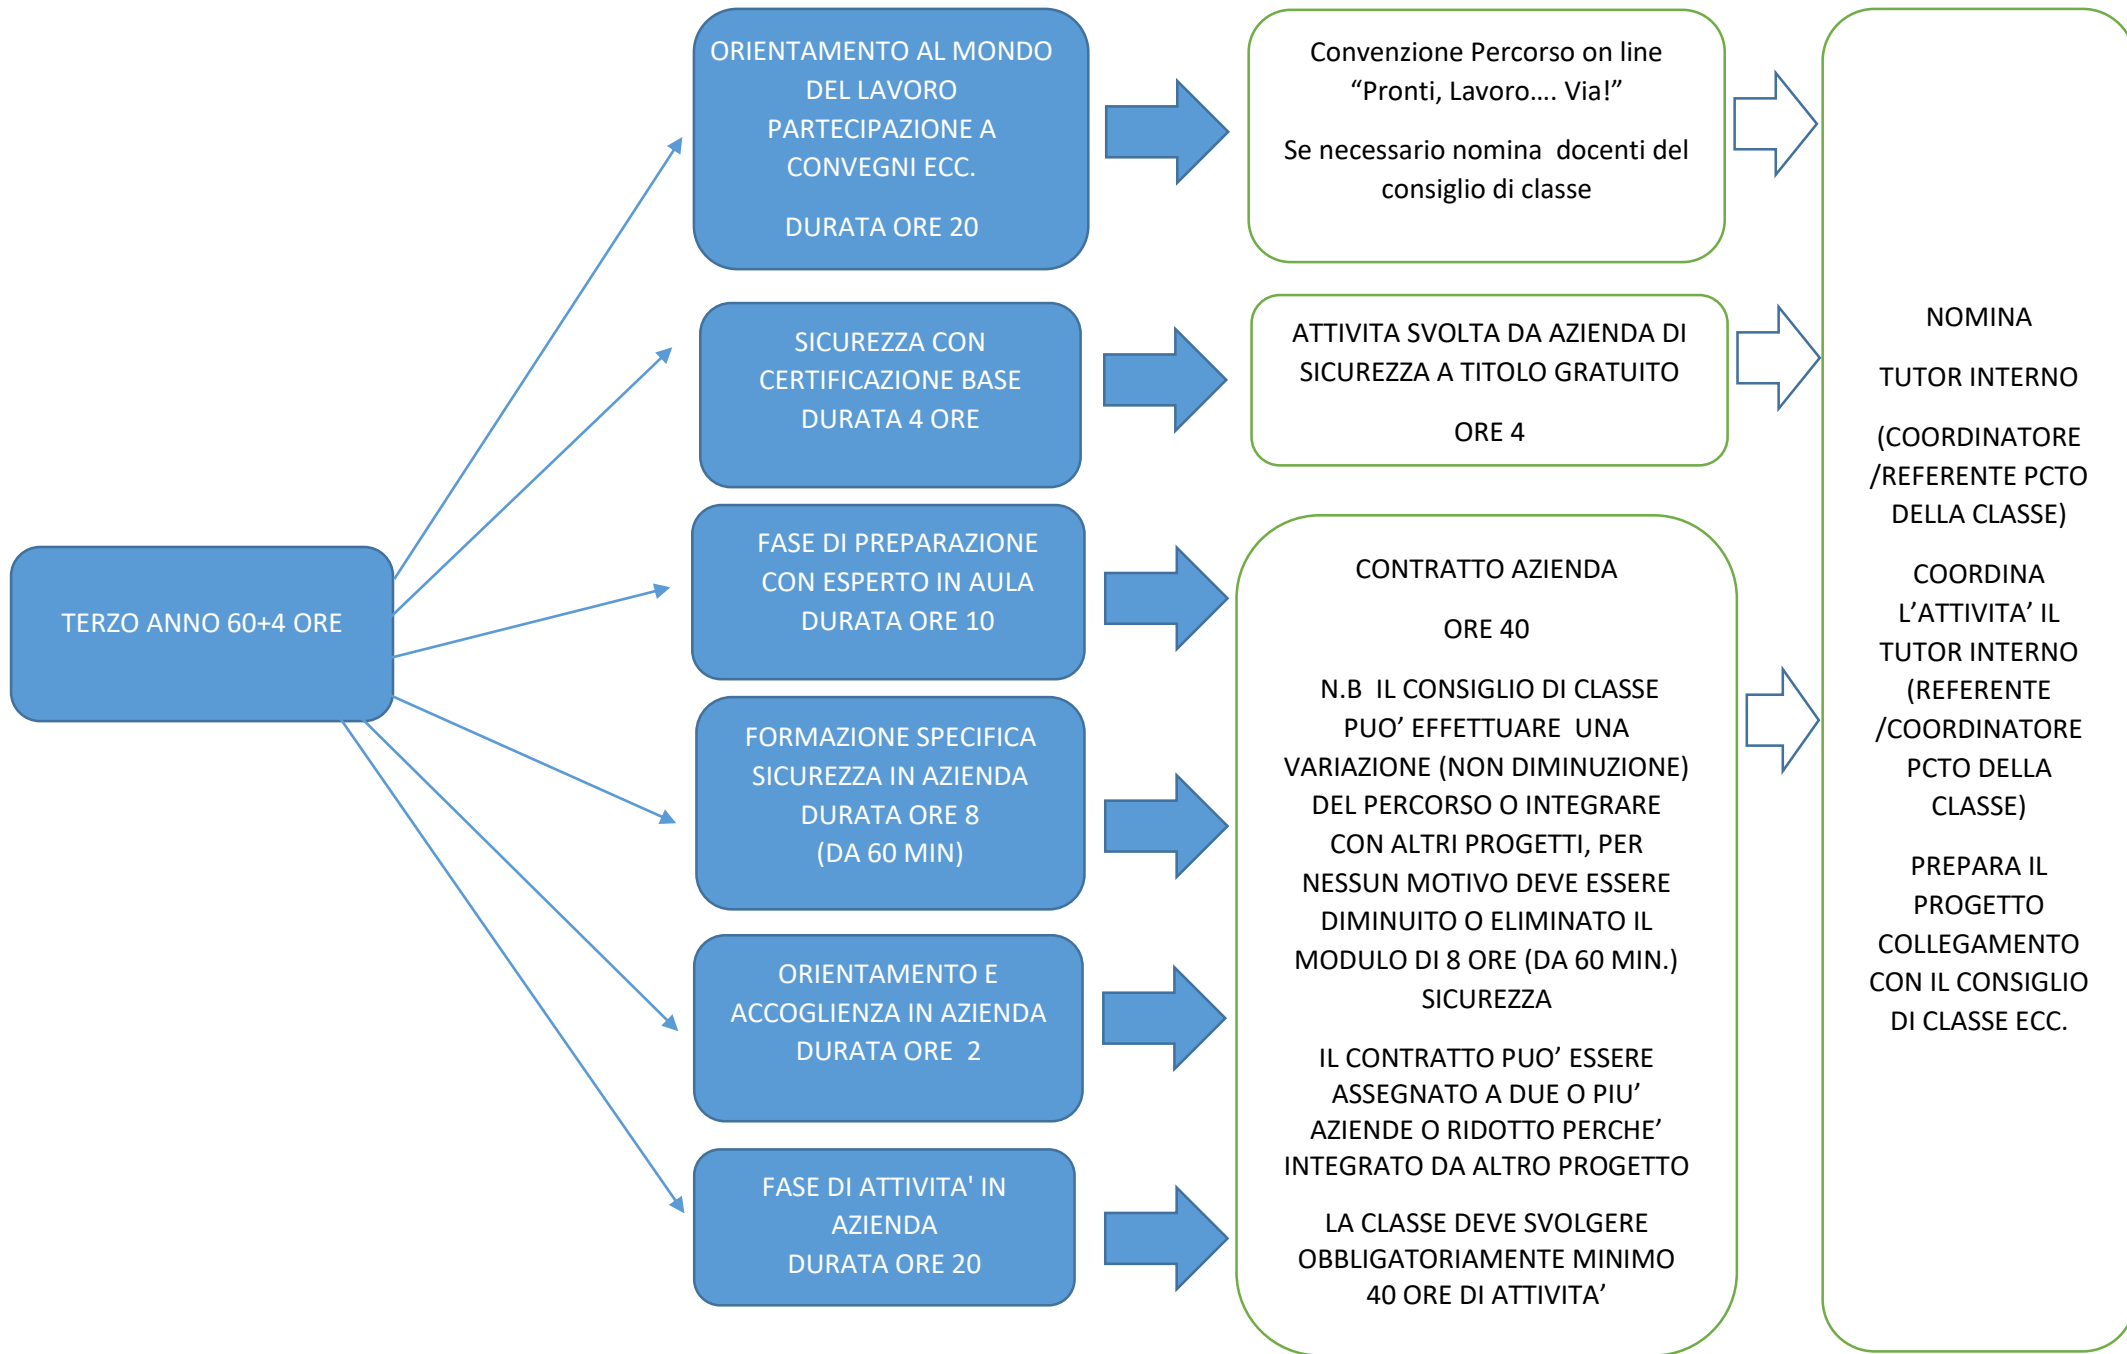 TERZO ANNO 60+4 ORE
ORIENTAMENTO AL MONDO
DEL LAVORO
PARTECIPAZIONE A
CONVEGNI ECC.
DURATA ORE 20
SICUREZZA CON
CERTIFICAZIONE BASE
DURATA 4 ORE
FASE DI PREPARAZIONE
CON ESPERTO IN AULA
DURATA ORE 10
FORMAZIONE SPECIFICA
SICUREZZA IN AZIENDA
DURATA ORE 8
(DA 60 MIN)
ORIENTAMENTO E
ACCOGLIENZA IN AZIENDA
DURATA ORE  2
FASE DI ATTIVITA' IN
AZIENDA
DURATA ORE 20
Convenzione Percorso on line
“Pronti, Lavoro…. Via!”
Se necessario nomina  docenti del
consiglio di classe
ATTIVITA SVOLTA DA AZIENDA DI
SICUREZZA A TITOLO GRATUITO
ORE 4
CONTRATTO AZIENDA
ORE 40
N.B  IL CONSIGLIO DI CLASSE
PUO’ EFFETTUARE  UNA
VARIAZIONE (NON DIMINUZIONE)
DEL PERCORSO O INTEGRARE
CON ALTRI PROGETTI, PER
NESSUN MOTIVO DEVE ESSERE
DIMINUITO O ELIMINATO IL
MODULO DI 8 ORE (DA 60 MIN.)
SICUREZZA
IL CONTRATTO PUO’ ESSERE
ASSEGNATO A DUE O PIU’
AZIENDE O RIDOTTO PERCHE’
INTEGRATO DA ALTRO PROGETTO
LA CLASSE DEVE SVOLGERE
OBBLIGATORIAMENTE MINIMO
40 ORE DI ATTIVITA’
NOMINA
TUTOR INTERNO
(COORDINATORE
/REFERENTE PCTO
DELLA CLASSE)
COORDINA
L’ATTIVITA’ IL
TUTOR INTERNO
(REFERENTE
/COORDINATORE
PCTO DELLA
CLASSE)
PREPARA IL
PROGETTO
COLLEGAMENTO
CON IL CONSIGLIO
DI CLASSE ECC.